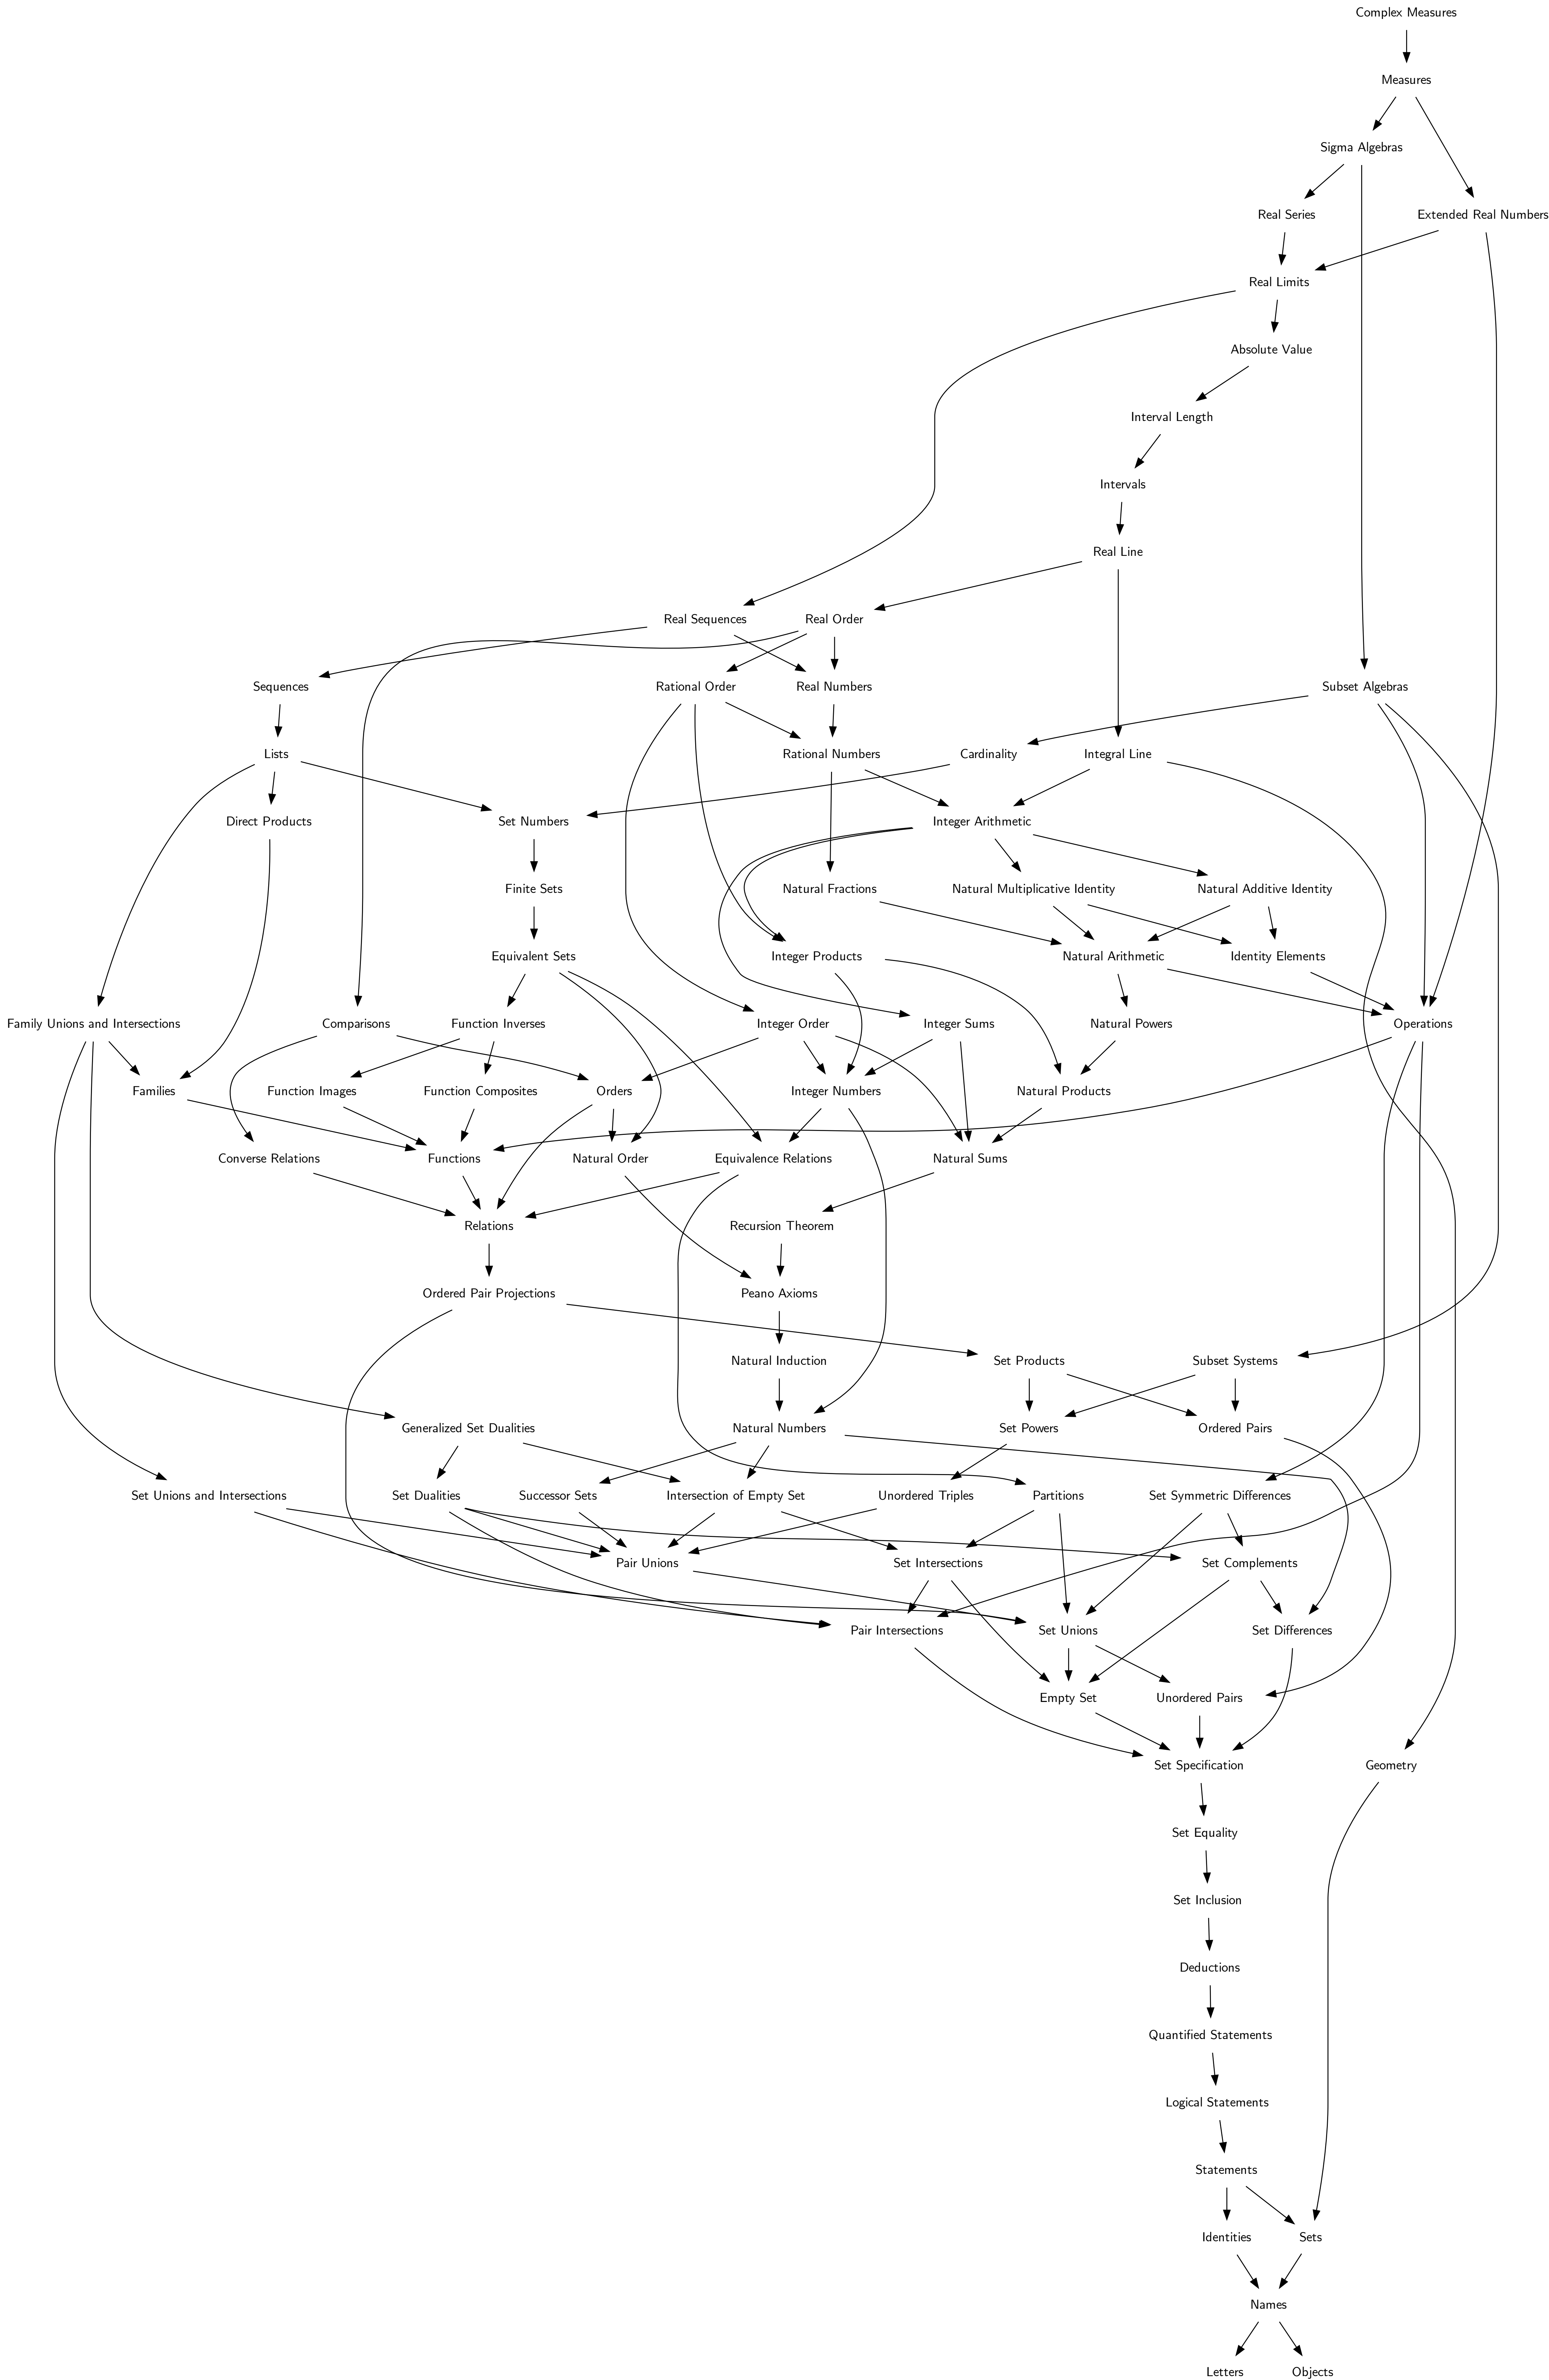 Complex Measures
Measures
Sigma Algebras
Real Series
Extended Real Numbers
Real Limits
Absolute Value
Interval Length
Intervals
Real Line
Real Sequences
Real Order
Sequences
Rational Order
Real Numbers
Subset Algebras
Lists
Rational Numbers
Cardinality
Integral Line
Direct Products
Set Numbers
Integer Arithmetic
Finite Sets
Natural Fractions
Natural Multiplicative Identity
Natural Additive Identity
Equivalent Sets
Integer Products
Natural Arithmetic
Identity Elements
Family Unions and Intersections
Comparisons
Function Inverses
Integer Order
Integer Sums
Natural Powers
Operations
Families
Function Images
Function Composites
Orders
Integer Numbers
Natural Products
Converse Relations
Functions
Natural Order
Equivalence Relations
Natural Sums
Relations
Recursion Theorem
Ordered Pair Projections
Peano Axioms
Natural Induction
Set Products
Subset Systems
Generalized Set Dualities
Natural Numbers
Set Powers
Ordered Pairs
Set Unions and Intersections
Set Dualities
Successor Sets
Intersection of Empty Set
Unordered Triples
Partitions
Set Symmetric Differences
Pair Unions
Set Intersections
Set Complements
Pair Intersections
Set Unions
Set Differences
Empty Set
Unordered Pairs
Set Specification
Geometry
Set Equality
Set Inclusion
Deductions
Quantified Statements
Logical Statements
Statements
Identities
Sets
Names
Letters
Objects